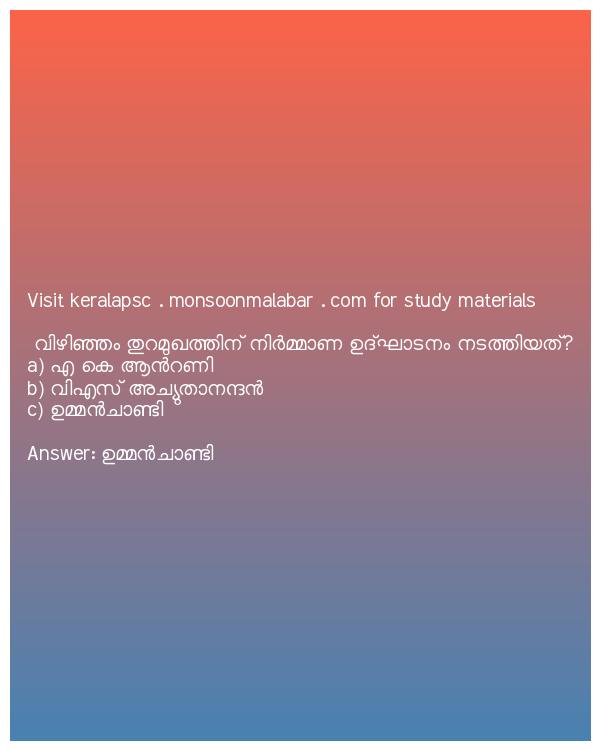 Visit keralapsc . monsoonmalabar . com for study materials
വിഴിഞ്ഞം തുറമുഖത്തിന് നിർമ്മാണ ഉദ്ഘാടനം നടത്തിയത്?
a) എ കെ ആൻറണി
b) വിഎസ് അച്യുതാനന്ദൻ
c) ഉമ്മൻചാണ്ടി
Answer: ഉമ്മൻചാണ്ടി